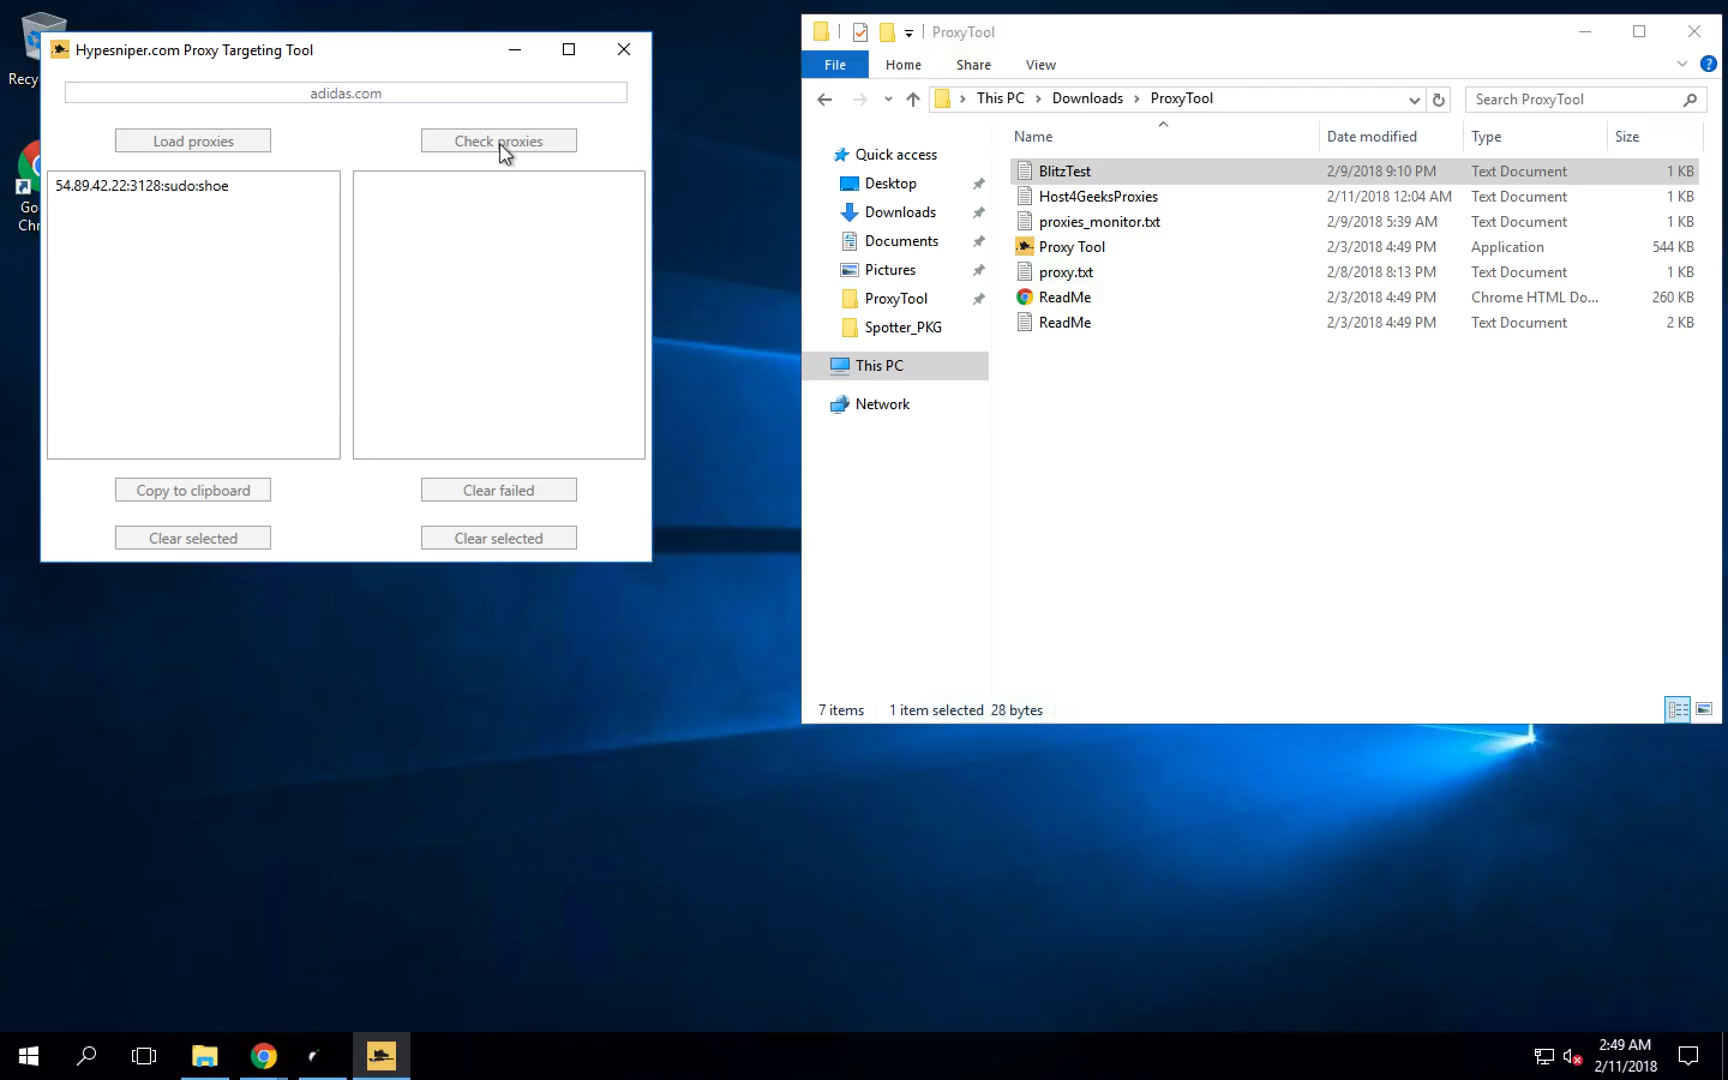 Recy
Go
Chr
Hypesniper.com Proxy Targeting Tool
adidas.com
Load proxies
Check proxies
54.89.42.22:3128:sudo:shoe
Copy to clipboard
Clear failed
Clear selected
Clear selected
ProxyTool
File
Home
Share
View
This PC
Downloads
ProxyTool
Search ProxyTool
Quick access
Desktop
Downloads
Documents
Pictures
ProxyTool
Spotter_PKG
This PC
Network
Name Date modified Type Size
BlitzTest 2/9/2018 9:10 PM Text Document 1 KB
Host4GeeksProxies 2/11/2018 12:04 AM Text Document 1 KB
proxies_monitor.txt 2/9/2018 5:39 AM Text Document 1 KB
Proxy Tool 2/3/2018 4:49 PM Application 544 KB
proxy.txt 2/8/2018 8:13 PM Text Document 1 KB
ReadMe 2/3/2018 4:49 PM Chrome HTML Do... 260 KB
ReadMe 2/3/2018 4:49 PM Text Document 2 KB
7 items 1 item selected 28 bytes
2:49 AM
2/11/2018